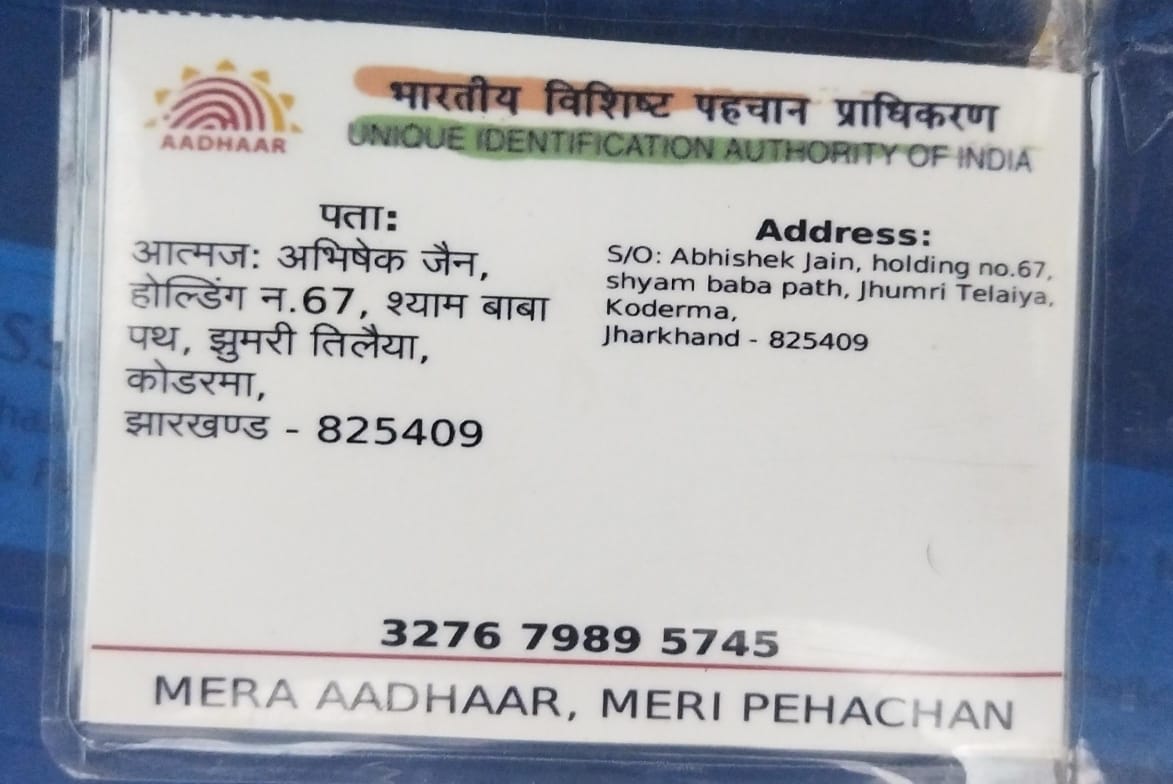 AADHAAR
भारतीय विशिष्ट पहचान प्राधिकरण
UNIQUE IDENTIFICATION AUTHORITY OF INDIA
पता:
आत्मज: अभिषेक जैन,
होल्डिंग न.67, श्याम बाबा
पथ, झुमरी तिलैया,
कोडरमा,
झारखण्ड - 825409
Address:
S/O: Abhishek Jain, holding no.67,
shyam baba path, Jhumri Telaiya,
Koderma,
Jharkhand - 825409
3276 7989 5745
MERA AADHAAR, MERI PEHACHAN